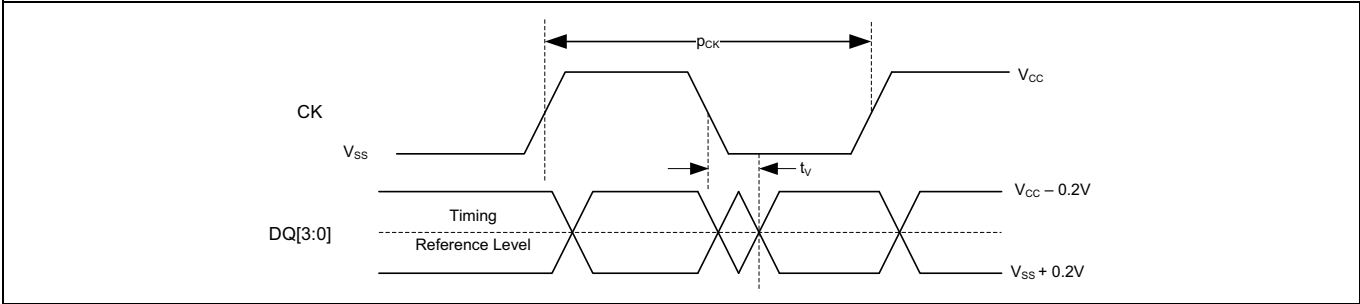 pCK
VCC
CK
VSS
tV
VCC – 0.2V
Timing
DQ[3:0]
Reference Level
VSS + 0.2V